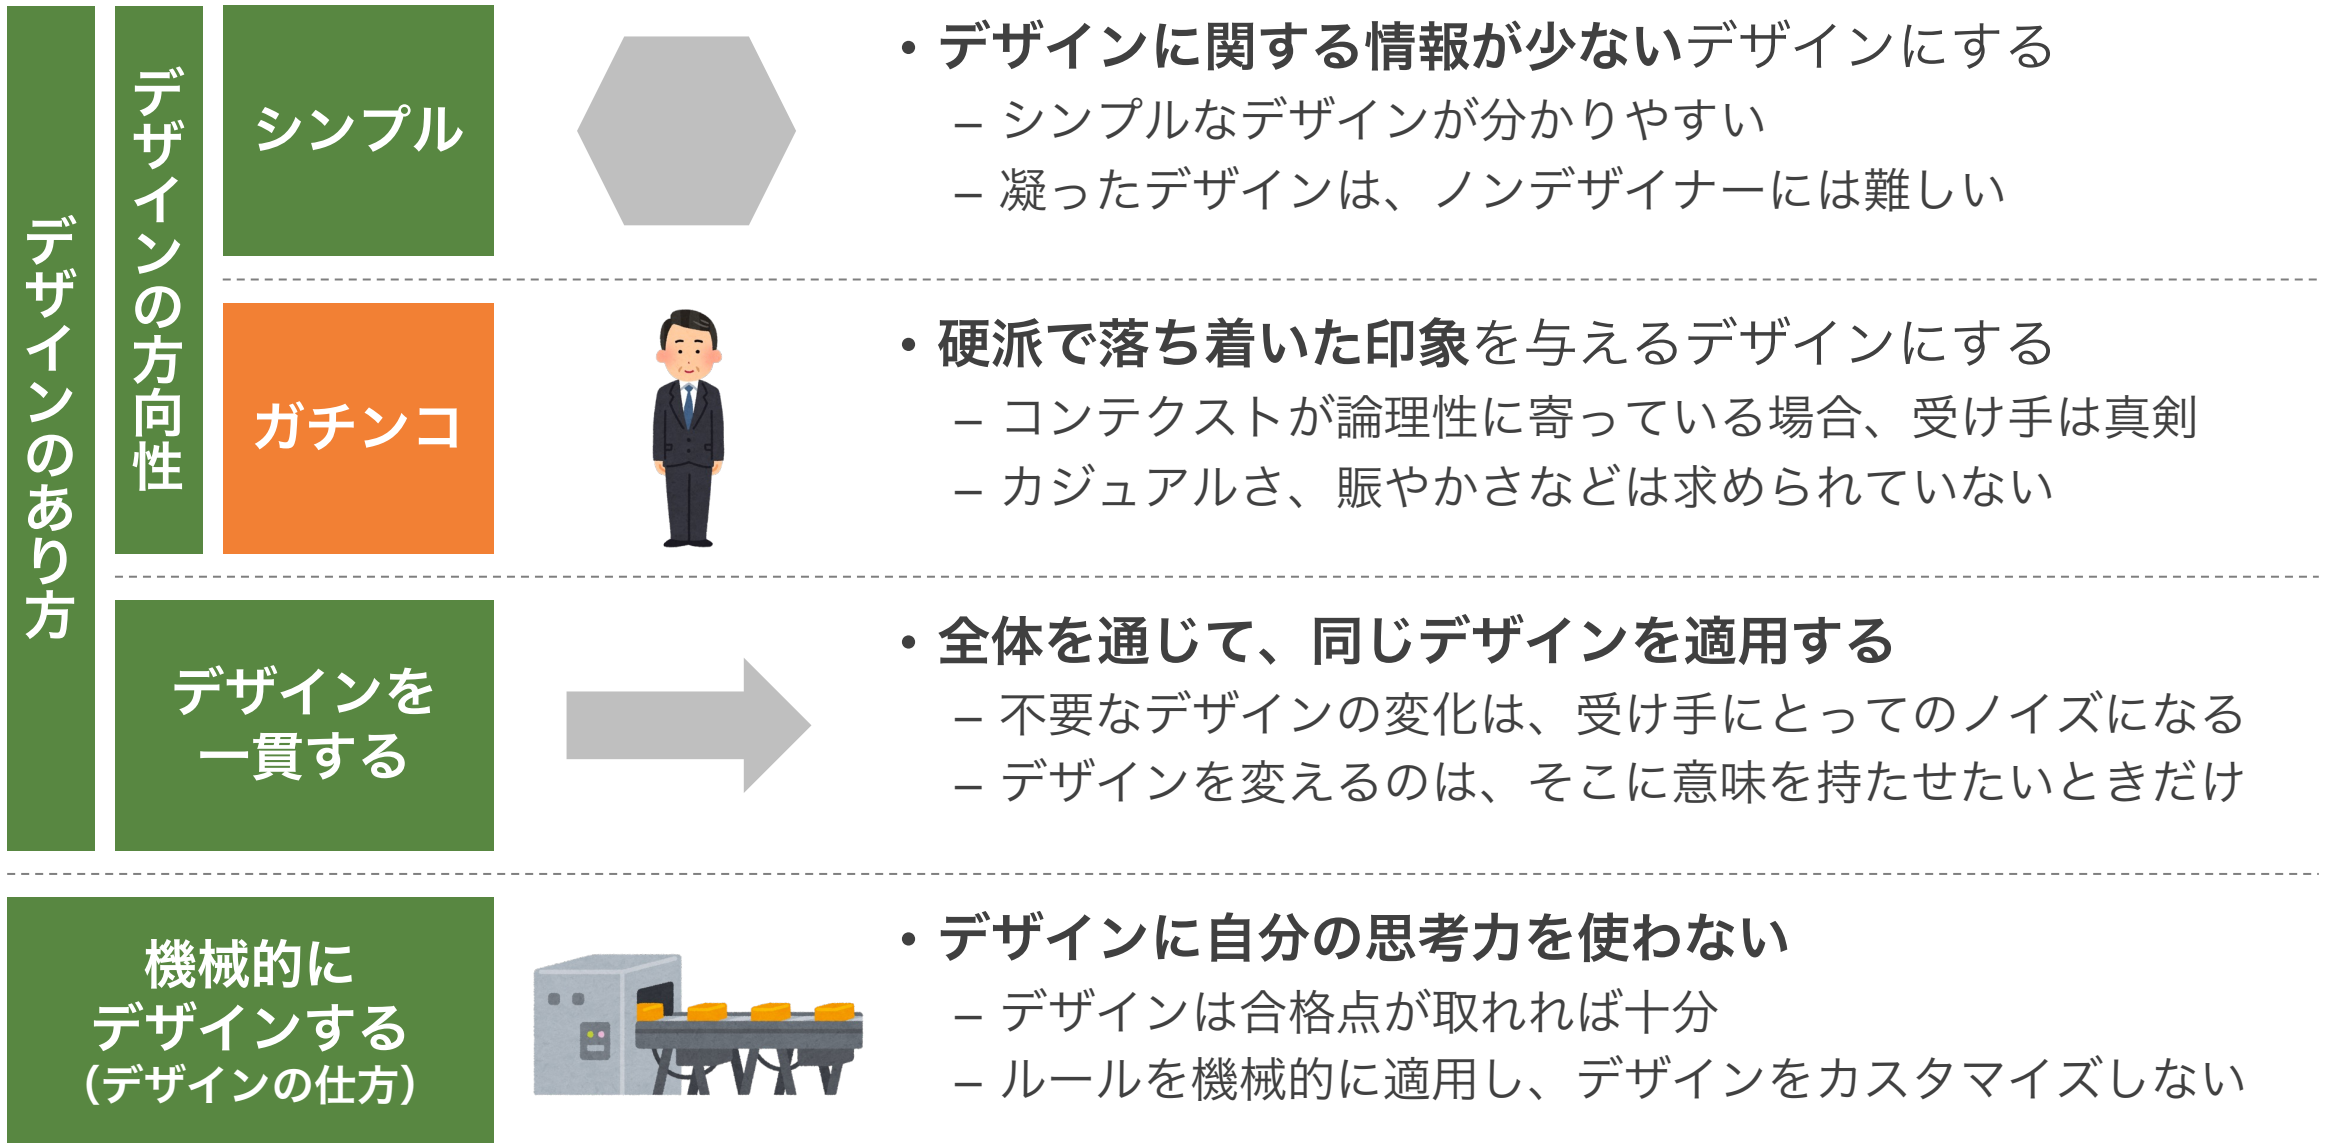 デザインのあり方
デザインの方向性
シンプル
• デザインに関する情報が少ないデザインにする
– シンプルなデザインが分かりやすい
– 凝ったデザインは、ノンデザイナーには難しい
ガチンコ
• 硬派で落ち着いた印象を与えるデザインにする
– コンテクストが論理性に寄っている場合、受け手は真剣
– カジュアルさ、賑やかさなどは求められていない
デザインを
一貫する
• 全体を通じて、同じデザインを適用する
– 不要なデザインの変化は、受け手にとってのノイズになる
– デザインを変えるのは、そこに意味を持たせたいときだけ
機械的に
デザインする
（デザインの仕方）
• デザインに自分の思考力を使わない
– デザインは合格点が取れれば十分
– ルールを機械的に適用し、デザインをカスタマイズしない